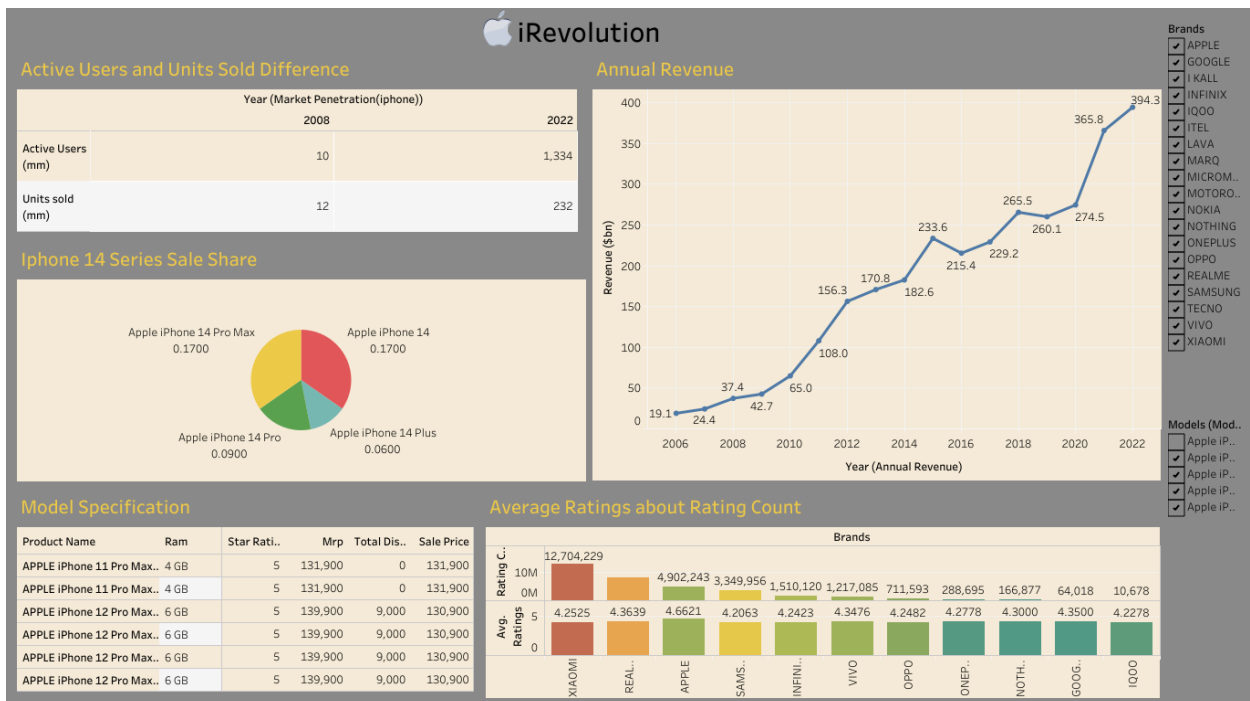 iRevolution
Active Users and Units Sold Difference
Year (Market Penetration(iphone))
2008 2022
Active Users (mm) 10 1,334
Units sold (mm) 12 232
Iphone 14 Series Sale Share
Apple iPhone 14 Pro Max
0.1700
Apple iPhone 14
0.1700
Apple iPhone 14 Pro
0.0900
Apple iPhone 14 Plus
0.0600
Annual Revenue
Revenue ($bn)
400
350
300
250
200
150
100
50
0
19.1
24.4
37.4
42.7
65.0
108.0
156.3
170.8
182.6
233.6
215.4
229.2
265.5
260.1
274.5
365.8
394.3
2006 2008 2010 2012 2014 2016 2018 2020 2022
Year (Annual Revenue)
Brands
APPLE
GOOGLE
I KALL
INFINIX
IQOO
ITEL
LAVA
MARQ
MICROM..
MOTORO..
NOKIA
NOTHING
ONEPLUS
OPPO
REALME
SAMSUNG
TECNO
VIVO
XIAOMI
Models (Mod..
Apple iP..
Apple iP..
Apple iP..
Apple iP..
Apple iP..
Model Specification
Product Name Ram Star Rati.. Mrp Total Dis.. Sale Price
APPLE iPhone 11 Pro Max.. 4 GB 5 131,900 0 131,900
APPLE iPhone 11 Pro Max.. 4 GB 5 131,900 0 131,900
APPLE iPhone 12 Pro Max.. 6 GB 5 139,900 9,000 130,900
APPLE iPhone 12 Pro Max.. 6 GB 5 139,900 9,000 130,900
APPLE iPhone 12 Pro Max.. 6 GB 5 139,900 9,000 130,900
APPLE iPhone 12 Pro Max.. 6 GB 5 139,900 9,000 130,900
Average Ratings about Rating Count
Brands
Rating C..
10M
0M
12,704,229 4,902,243 3,349,956 1,510,120 1,217,085 711,593 288,695 166,877 64,018 10,678
Avg. Ratings
5
0
4.2525 4.3639 4.6621 4.2063 4.2423 4.3476 4.2482 4.2778 4.3000 4.3500 4.2278
XIAOMI REAL.. APPLE SAMS.. INFINI.. VIVO OPPO ONEP.. NOTH.. GOOG.. IQOO